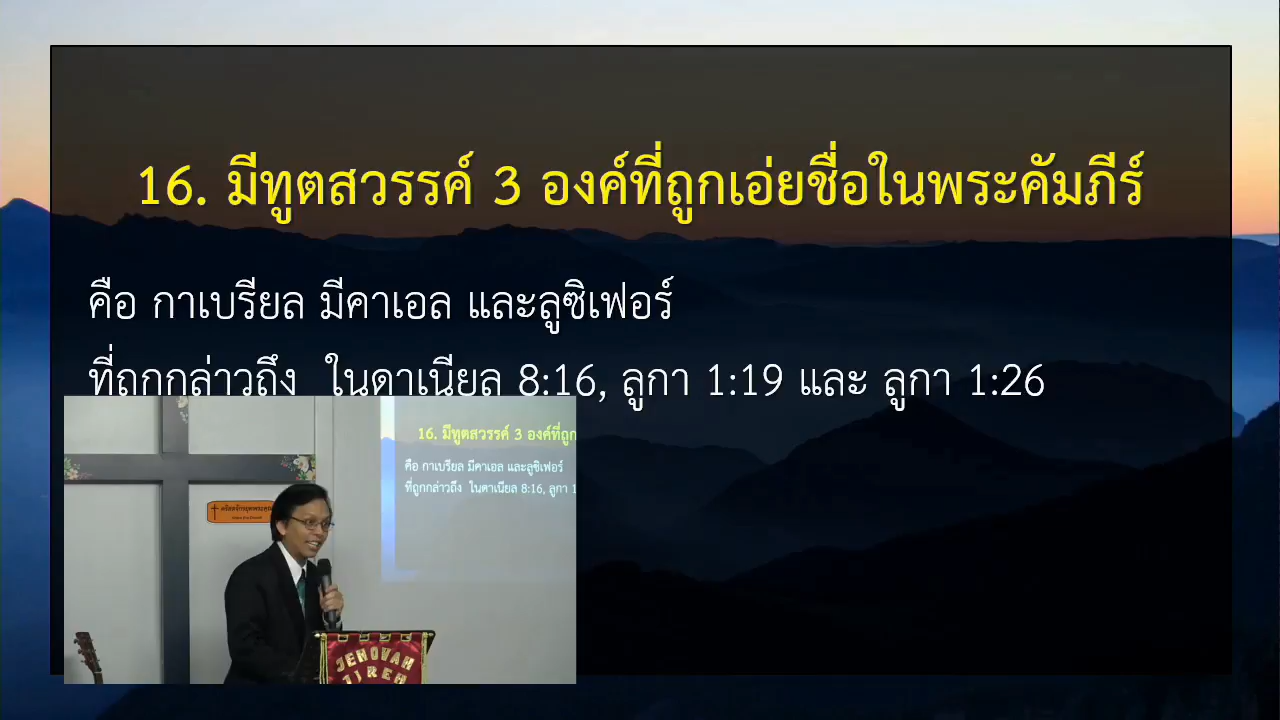 16. มีทูตสวรรค์ 3 องค์ที่ถูกเอ่ยชื่อในพระคัมภีร์
คือ กาเบรียล มีคาเอล และลูซิเฟอร์
ที่ถูกกล่าวถึง ในดาเนียล 8:16, ลูกา 1:19 และ ลูกา 1:26
16. มีทูตสวรรค์ 3 องค์ที่ถูก
คือ กาเบรียล มีคาเอล และลูซิเฟอร์
ที่ถูกกล่าวถึง ในดาเนียล 8:16, ลูกา 1
JEHOVAH
JIREH